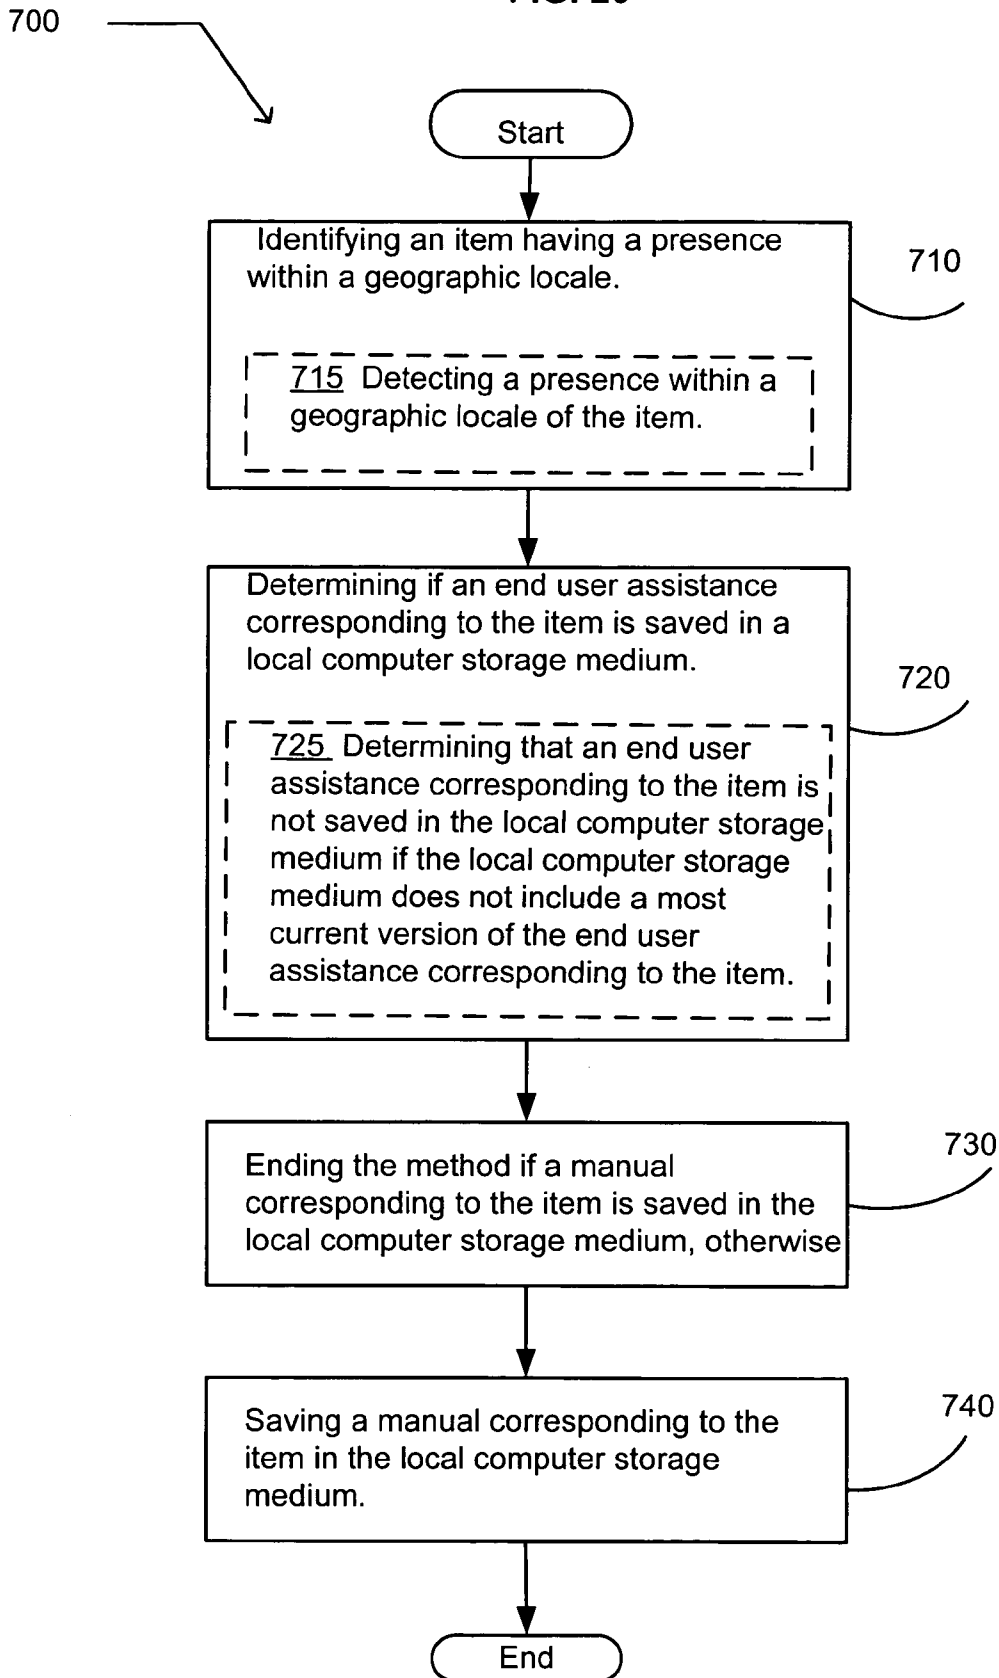 700
Start
Identifying an item having a presence
within a geographic locale.
710
715 Detecting a presence within a
geographic locale of the item.
Determining if an end user assistance
corresponding to the item is saved in a
local computer storage medium.
720
725 Determining that an end user
assistance corresponding to the item is
not saved in the local computer storage
medium if the local computer storage
medium does not include a most
current version of the end user
assistance corresponding to the item.
730
Ending the method if a manual
corresponding to the item is saved in the
local computer storage medium, otherwise
740
Saving a manual corresponding to the
item in the local computer storage
medium.
End